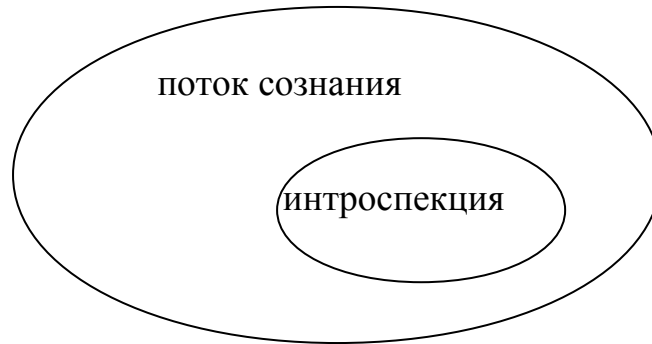 поток сознания
интроспекция